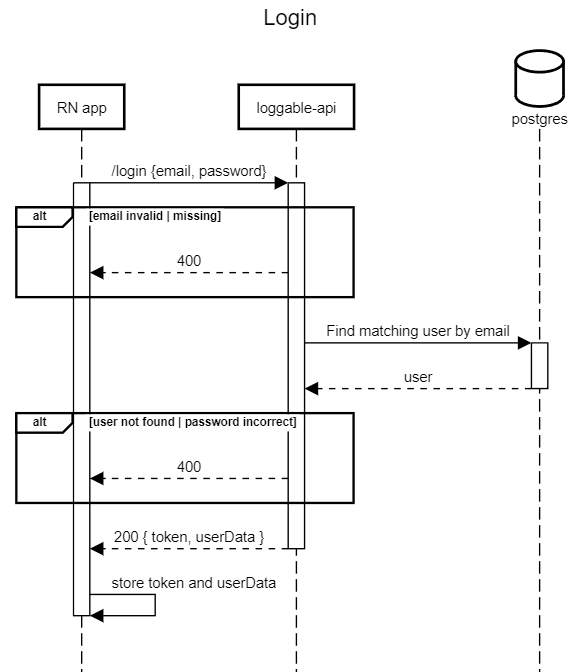 Login
RN app
loggable-api
postgres
/login {email, password}
alt
[email invalid | missing]
400
Find matching user by email
user
alt
[user not found | password incorrect]
400
200 { token, userData }
store token and userData